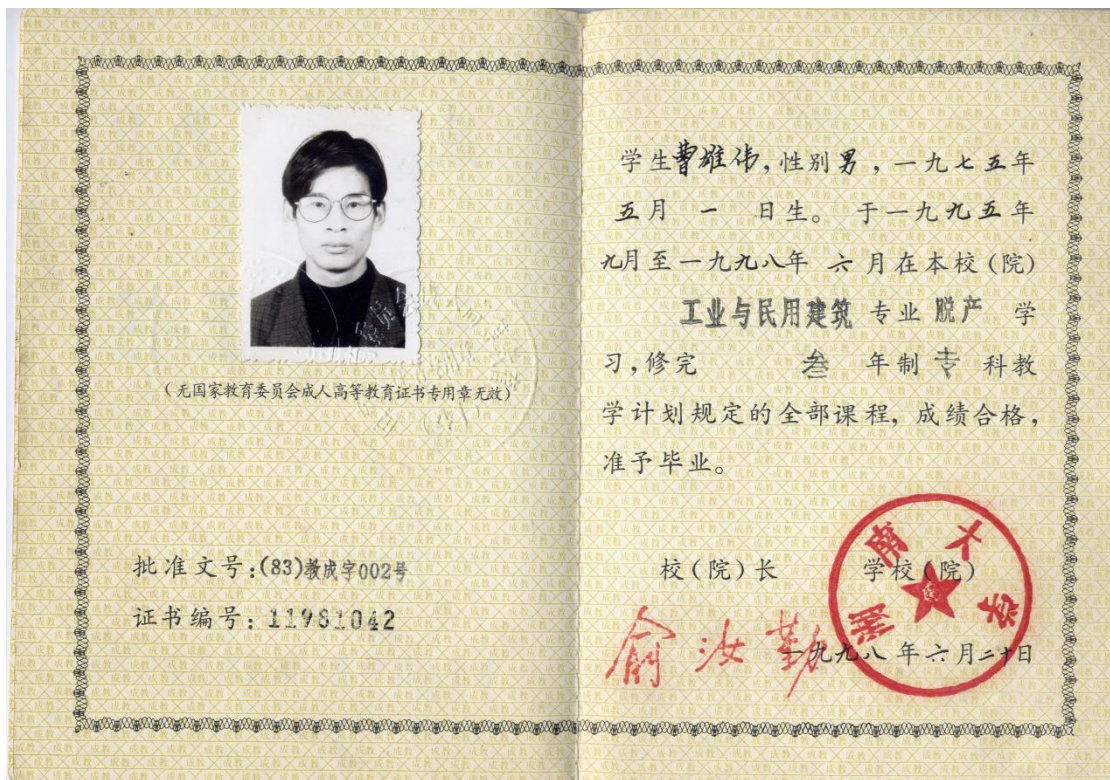 (无国家教育委员会成人高等教育证书专用章无效)
批准文号:(83)教成字002号
证书编号:11981042
学生曹雄伟,性别男,一九七五年
五月 一 日生。于一九九五年
九月至一九九八年 六 月在本校(院)
工业与民用建筑 专业 脱产 学
习,修完 叁 年制 专 科教
学计划规定的全部课程,成绩合格,
准予毕业。
校(院)长 学校(院)
湖南大学
俞汝勤
一九九八年六月二十日